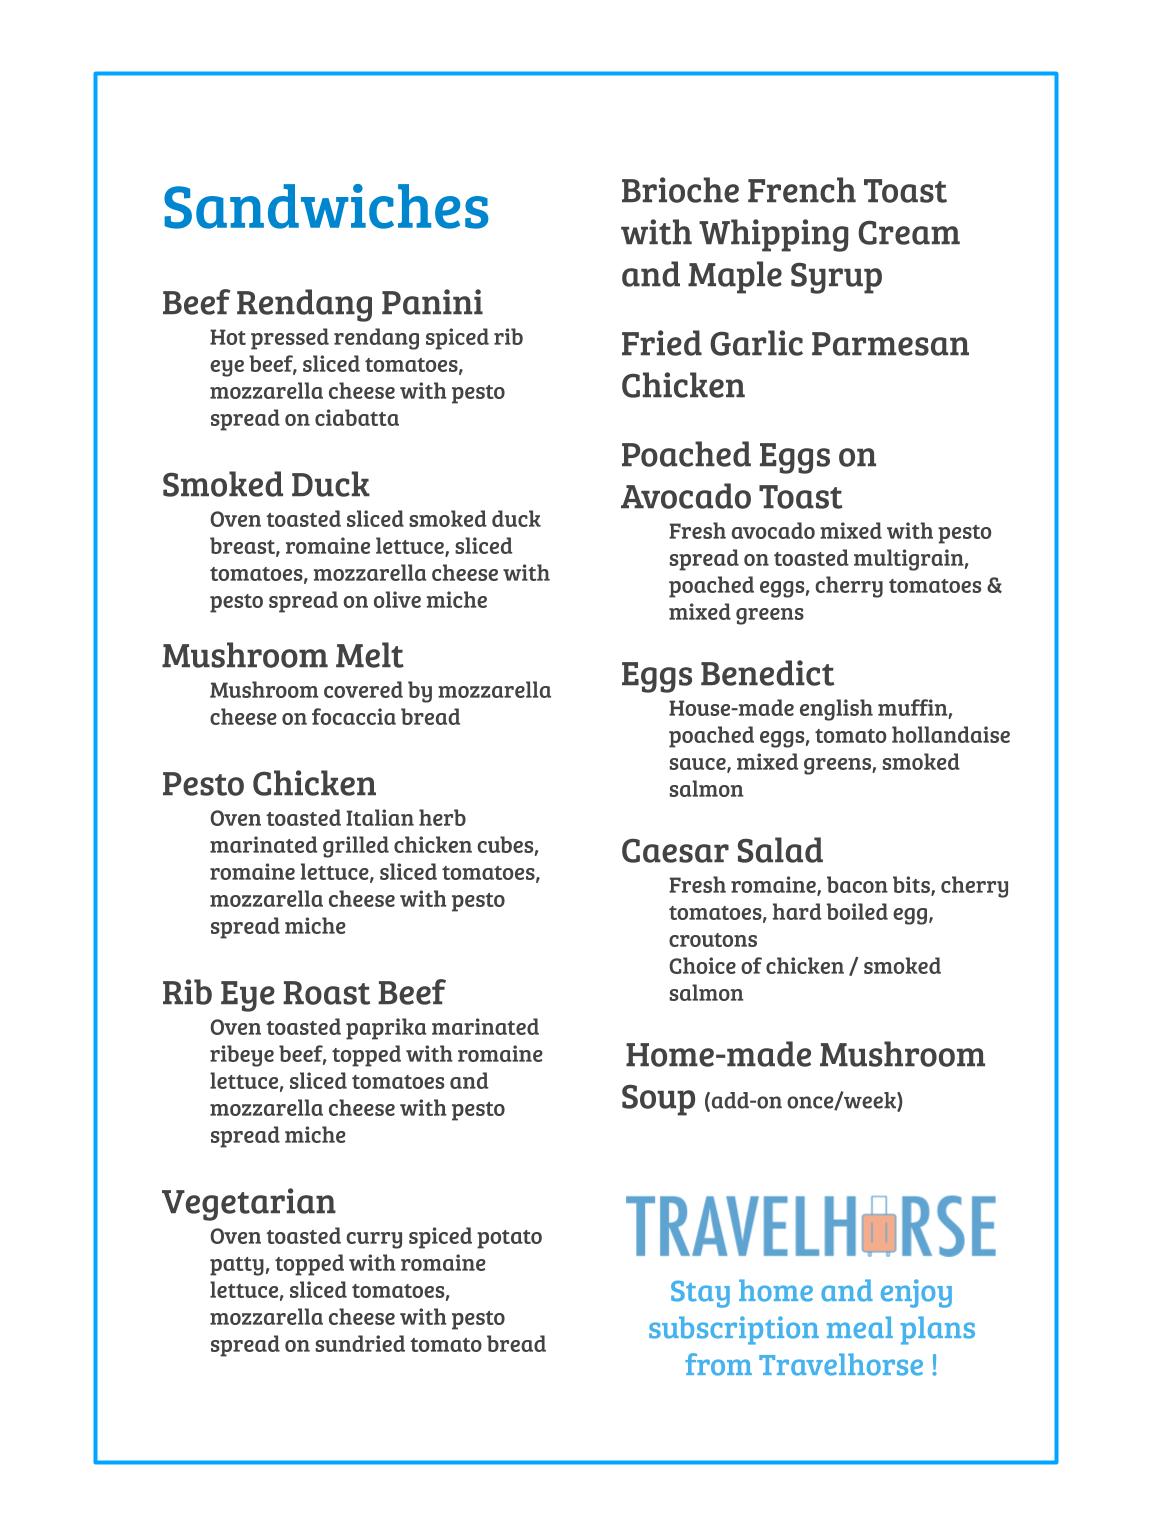 Sandwiches
Beef Rendang Panini
Hot pressed rendang spiced rib
eye beef, sliced tomatoes,
mozzarella cheese with pesto
spread on ciabatta
Smoked Duck
Oven toasted sliced smoked duck
breast, romaine lettuce, sliced
tomatoes, mozzarella cheese with
pesto spread on olive miche
Mushroom Melt
Mushroom covered by mozzarella
cheese on focaccia bread
Pesto Chicken
Oven toasted Italian herb
marinated grilled chicken cubes,
romaine lettuce, sliced tomatoes,
mozzarella cheese with pesto
spread miche
Rib Eye Roast Beef
Oven toasted paprika marinated
ribeye beef, topped with romaine
lettuce, sliced tomatoes and
mozzarella cheese with pesto
spread miche
Vegetarian
Oven toasted curry spiced potato
patty, topped with romaine
lettuce, sliced tomatoes,
mozzarella cheese with pesto
spread on sundried tomato bread
Brioche French Toast
with Whipping Cream
and Maple Syrup
Fried Garlic Parmesan
Chicken
Poached Eggs on
Avocado Toast
Fresh avocado mixed with pesto
spread on toasted multigrain,
poached eggs, cherry tomatoes &
mixed greens
Eggs Benedict
House-made english muffin,
poached eggs, tomato hollandaise
sauce, mixed greens, smoked
salmon
Caesar Salad
Fresh romaine, bacon bits, cherry
tomatoes, hard boiled egg,
croutons
Choice of chicken / smoked
salmon
Home-made Mushroom
Soup (add-on once/week)
TRAVELHORSE
Stay home and enjoy
subscription meal plans
from Travelhorse !